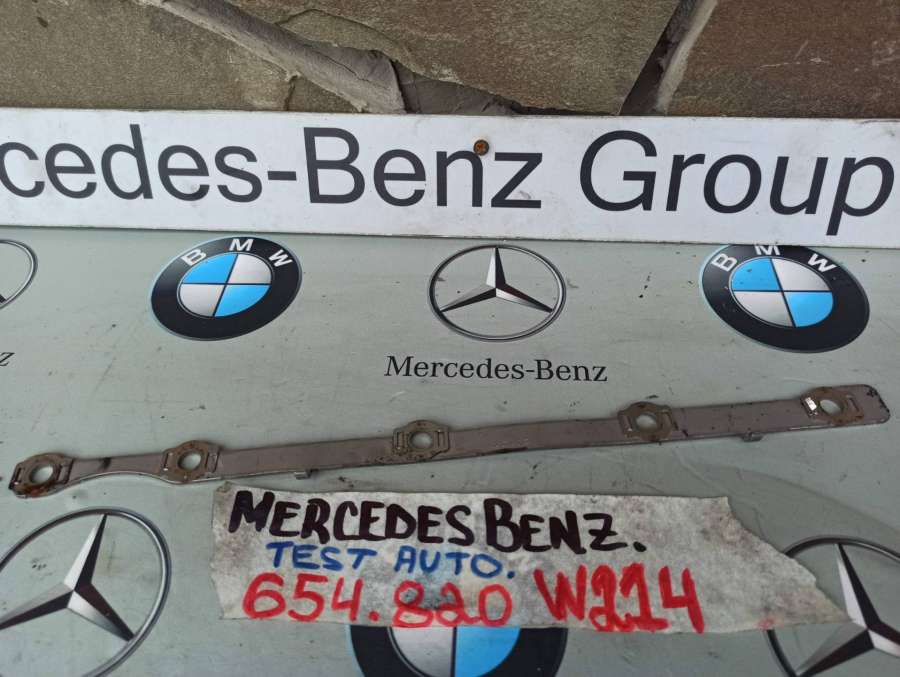 cedes-Benz Group
BMW
BMW
Mercedes-Benz
z
MERCEDES BENZ.
TEST AUTO.
654.820 W214